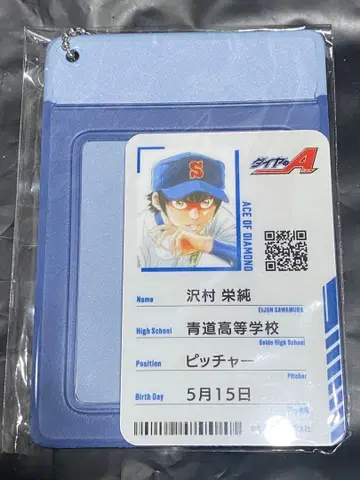 S
ダイヤのA
ACE OF DIAMOND
Name 沢村 栄純
EIJUN SAWAMURA
High School 青道高等学校
Seido High School
Position ピッチャー
Pitcher
Birth Day 5月15日